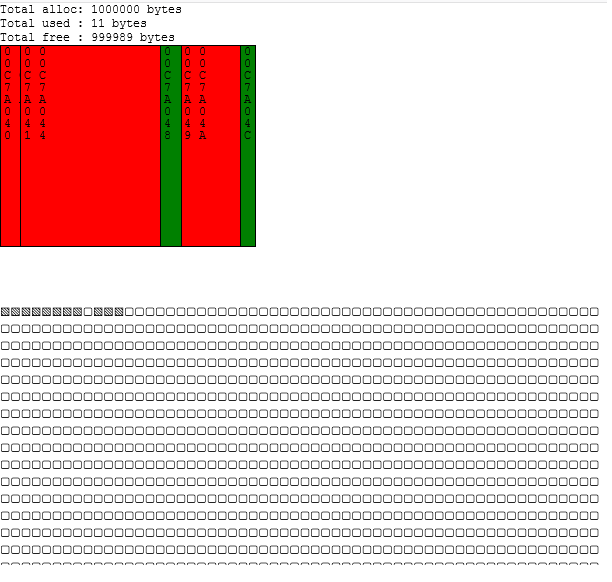 Total alloc: 1000000 bytes
Total used : 11 bytes
Total free : 999989 bytes
00C7A040
00C7A041
00C7A044
00C7A048
00C7A049
00C7A04A
00C7A04C